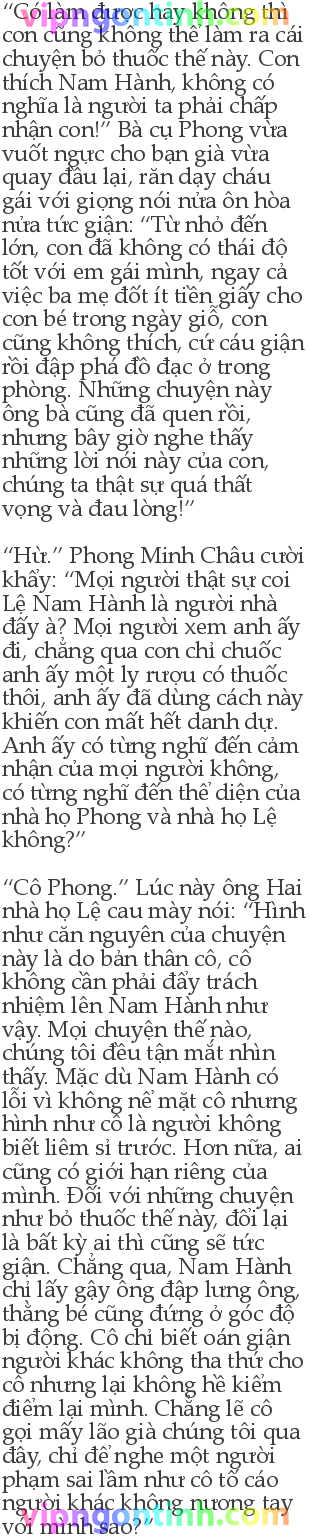 “Có làm được hay không thì
con cũng không thể làm ra cái
chuyện bỏ thuốc thế này. Con
thích Nam Hành, không có
nghĩa là người ta phải chấp
nhận con!” Bà cụ Phong vừa
vuốt ngực cho bạn già vừa
quay đầu lại, răn dạy cháu
gái với giọng nói nửa ôn hòa
nửa tức giận: “Từ nhỏ đến
lớn, con đã không có thái độ
tốt với em gái mình, ngay cả
việc ba mẹ đốt ít tiền giấy cho
con bé trong ngày giỗ, con
cũng không thích, cứ cáu giận
rồi đập phá đồ đạc ở trong
phòng. Những chuyện này
ông bà cũng đã quen rồi,
nhưng bây giờ nghe thấy
những lời nói này của con,
chúng ta thật sự quá thất
vọng và đau lòng!”
“Hừ.” Phong Minh Châu cười
khẩy: “Mọi người thật sự coi
Lệ Nam Hành là người nhà
đấy à? Mọi người xem anh ấy
đi, chẳng qua con chỉ chuốc
anh ấy một ly rượu có thuốc
thôi, anh ấy đã dùng cách này
khiến con mất hết danh dự.
Anh ấy có từng nghĩ đến cảm
nhận của mọi người không,
có từng nghĩ đến thể diện của
nhà họ Phong và nhà họ Lệ
không?”
“Cô Phong.” Lúc này ông Hai
nhà họ Lệ cau mày nói: “Hình
như căn nguyên của chuyện
này là do bản thân cô, cô
không cần phải đẩy trách
nhiệm lên Nam Hành như
vậy. Mọi chuyện thế nào,
chúng tôi đều tận mắt nhìn
thấy. Mặc dù Nam Hành có
lỗi vì không nể mặt cô nhưng
hình như cô là người không
biết liêm sỉ trước. Hơn nữa, ai
cũng có giới hạn riêng của
mình. Đối với những chuyện
như bỏ thuốc thế này, đổi lại
là bất kỳ ai thì cũng sẽ tức
giận. Chẳng qua, Nam Hành
chỉ lấy gậy ông đập lưng ông,
thằng bé cũng đứng ở góc độ
bị động. Cô chỉ biết oán giận
người khác không tha thứ cho
cô nhưng lại không hề kiểm
điểm lại mình. Chẳng lẽ cô
gọi mấy lão già chúng tôi qua
đây, chỉ để nghe một người
phạm sai lầm như cô tố cáo
người khác không nương tay
với mình sao?”
vipngontinh.com
vipngontinh.com